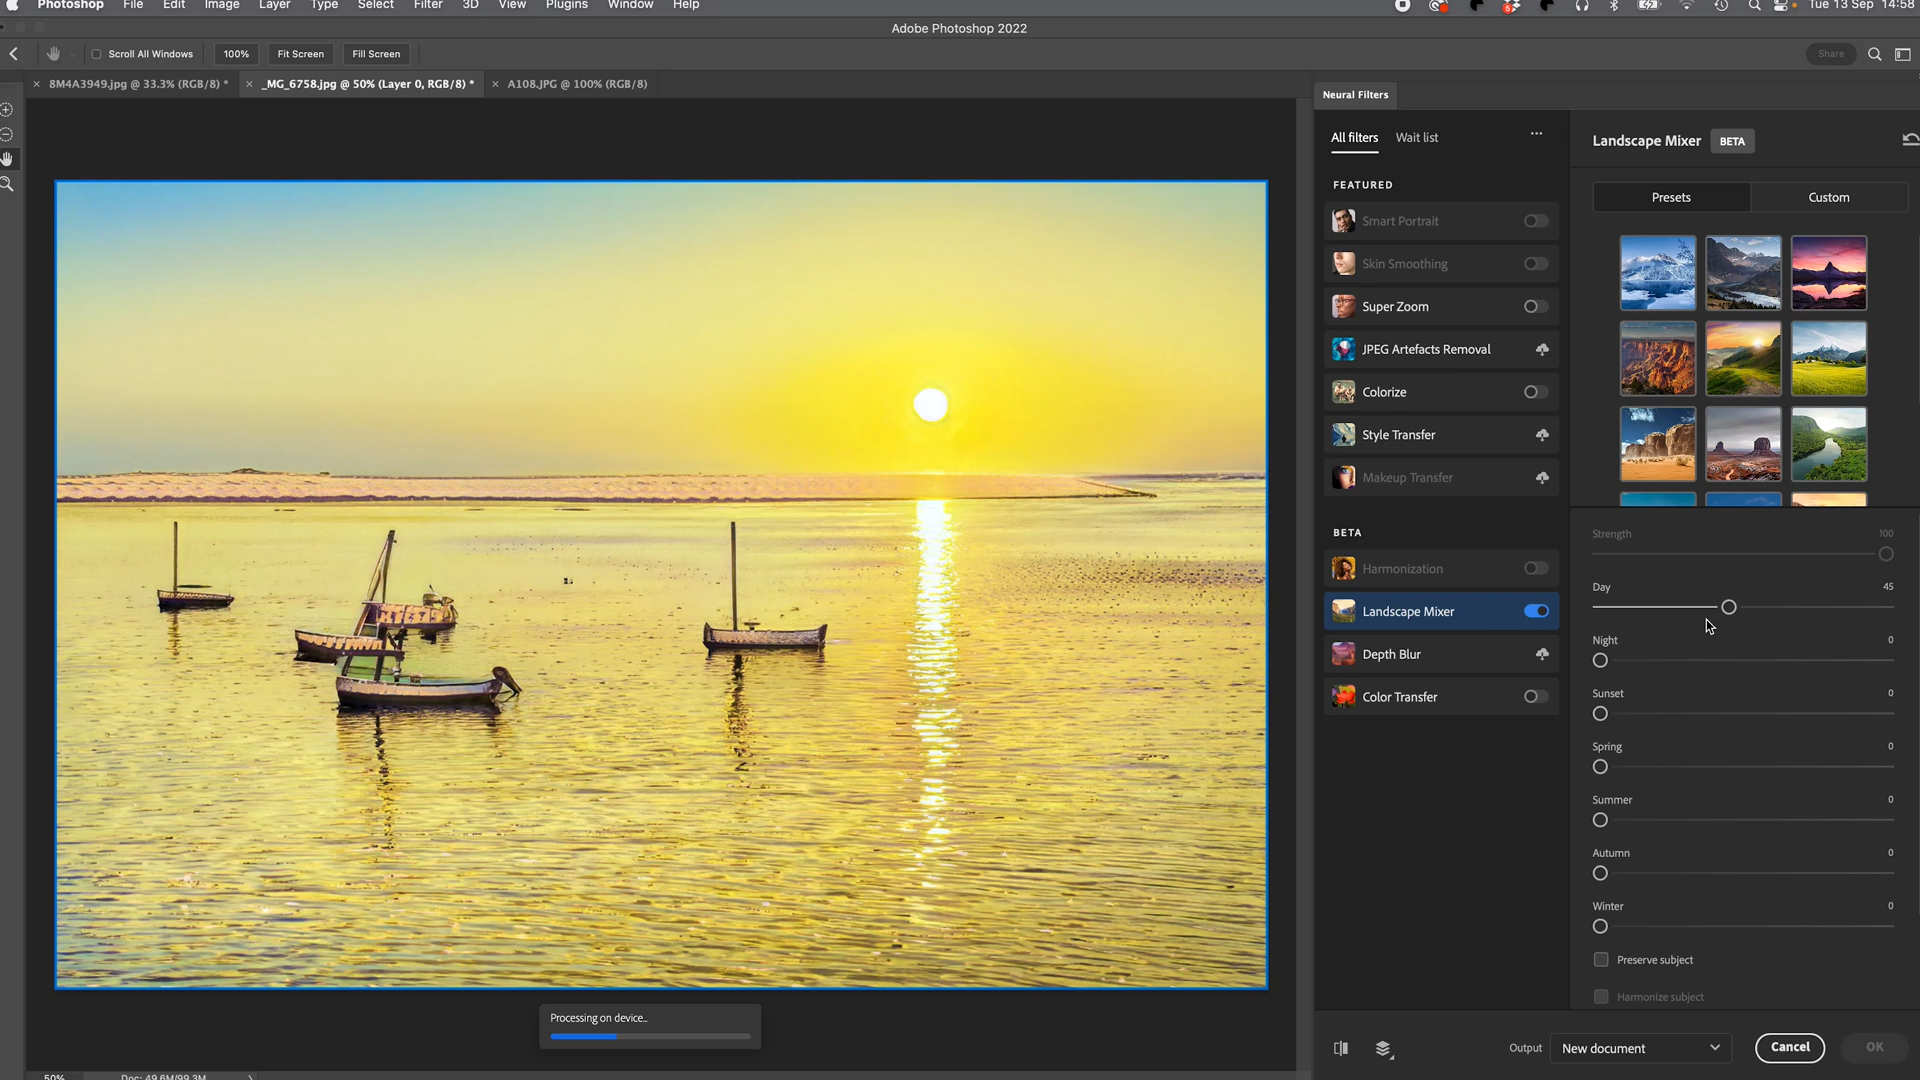 Photoshop File Edit Image Layer Type Select Filter 3D View Plugins Window Help
Tue 13 Sep 14:58
Adobe Photoshop 2022
Scroll All Windows 100% Fit Screen Fill Screen
Share
8M4A3949.jpg @ 33.3% (RGB/8) *
_MG_6758.jpg @ 50% (Layer 0, RGB/8) *
A108.JPG @ 100% (RGB/8)
Neural Filters
All filters Wait list
FEATURED
Smart Portrait
Skin Smoothing
Super Zoom
JPEG Artefacts Removal
Colorize
Style Transfer
Makeup Transfer
BETA
Harmonization
Landscape Mixer
Depth Blur
Color Transfer
Landscape Mixer BETA
Presets Custom
Strength 100
Day 45
Night 0
Sunset 0
Spring 0
Summer 0
Autumn 0
Winter 0
Preserve subject
Harmonize subject
Processing on device...
Output New document Cancel OK
50% Doc: 49.6M/99.3M